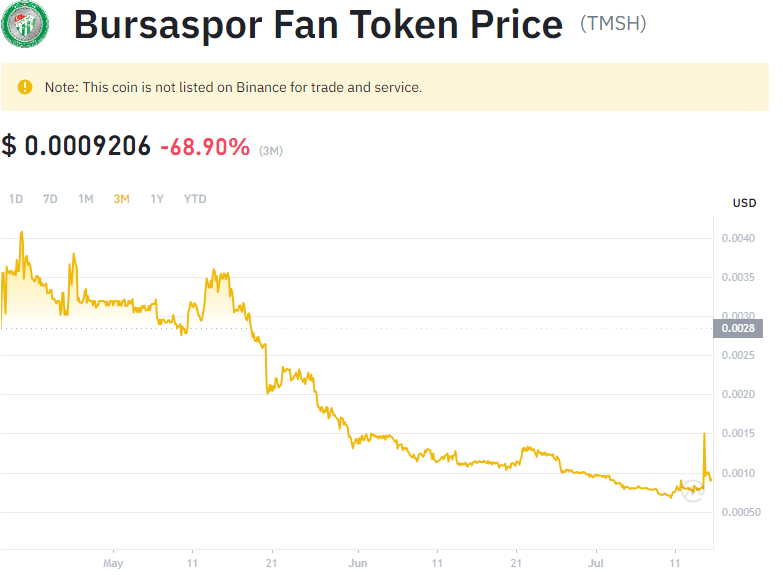 Bursaspor Fan Token Price (TMSH)
Note: This coin is not listed on Binance for trade and service.
$ 0.0009206 -68.90% (3M)
1D 7D 1M 3M 1Y YTD
USD
0.0040
0.0035
0.0030
0.0028
0.0025
0.0020
0.0015
0.0010
0.00050
May 11 21 Jun 11 21 Jul 11